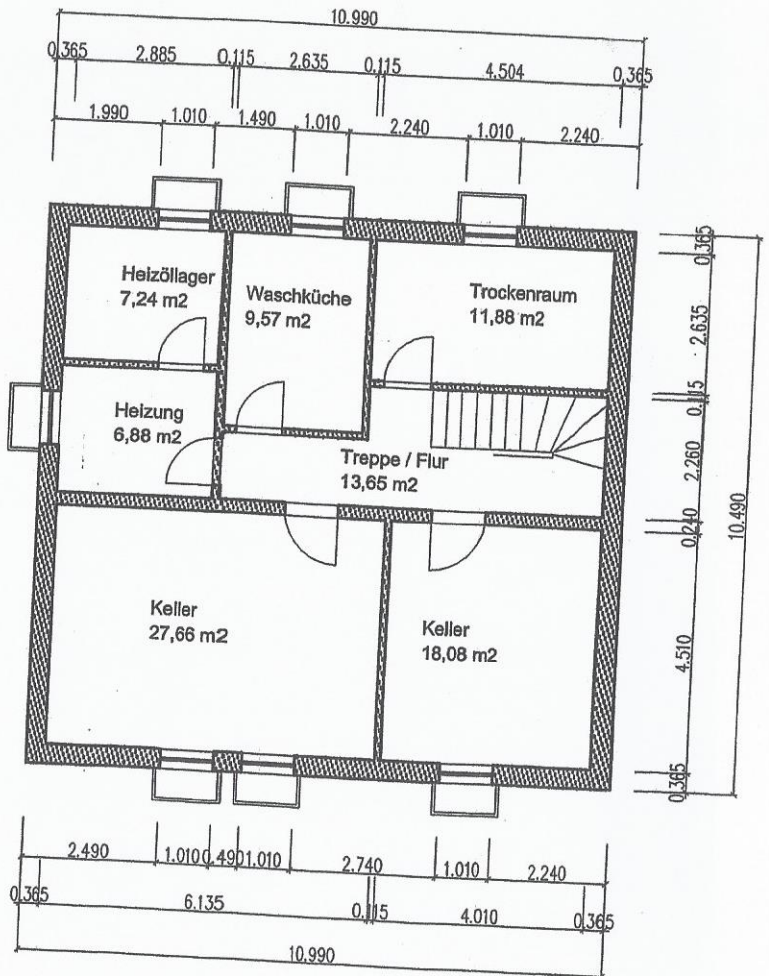 10.990
0,365 2.885 0,115 2.635 0,115 4.504 0,365
1.990 1.010 1.490 1.010 2.240 1.010 2.240
Heizöllager
7,24 m2
Waschküche
9,57 m2
Trockenraum
11,88 m2
Heizung
6,88 m2
Treppe / Flur
13,65 m2
Keller
27,66 m2
Keller
18,08 m2
0,365
2.635
0,115
2.260
0,240
4.510
0,365
10.490
2.490 1.010 0,490 1.010 2.740 1.010 2.240
0,365 6.135 0,115 4.010 0,365
10.990